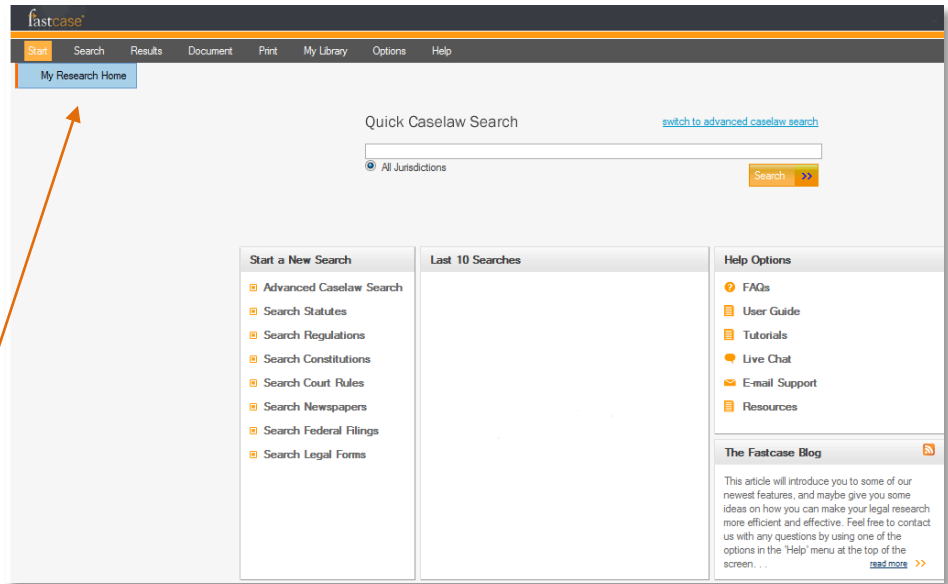 fastcase®
Start Search Results Document Print My Library Options Help
My Research Home
Quick Caselaw Search
switch to advanced caselaw search
All Jurisdictions
Search >>
Start a New Search
Advanced Caselaw Search
Search Statutes
Search Regulations
Search Constitutions
Search Court Rules
Search Newspapers
Search Federal Filings
Search Legal Forms
Last 10 Searches
Help Options
FAQs
User Guide
Tutorials
Live Chat
E-mail Support
Resources
The Fastcase Blog
This article will introduce you to some of our
newest features, and maybe give you some
ideas on how you can make your legal research
more efficient and effective. Feel free to contact
us with any questions by using one of the
options in the 'Help' menu at the top of the
screen. . . read more >>